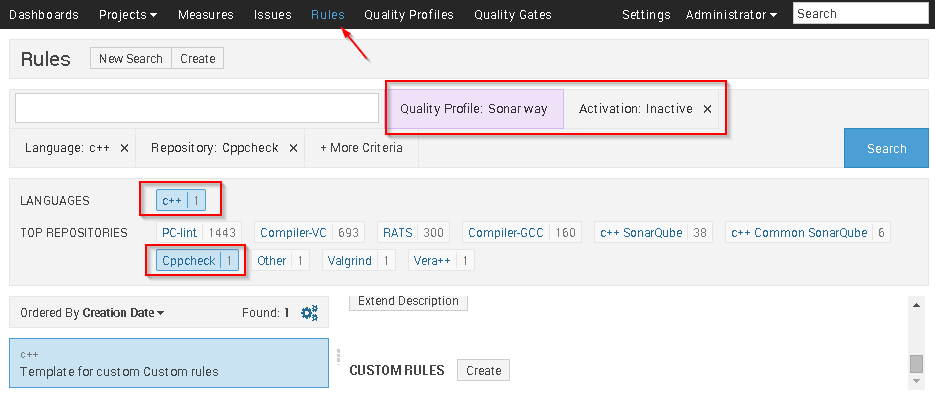 Dashboards Projects Measures Issues Rules Quality Profiles Quality Gates Settings Administrator Search
Rules New Search Create
Quality Profile: Sonar way Activation: Inactive ✕
Language: c++ ✕ Repository: Cppcheck ✕ + More Criteria Search
LANGUAGES c++ 1
TOP REPOSITORIES PC-lint 1443 Compiler-VC 693 RATS 300 Compiler-GCC 160 c++ SonarQube 38 c++ Common SonarQube 6
Cppcheck 1 Other 1 Valgrind 1 Vera++ 1
Ordered By Creation Date Found: 1 Extend Description
c++
Template for custom Custom rules CUSTOM RULES Create